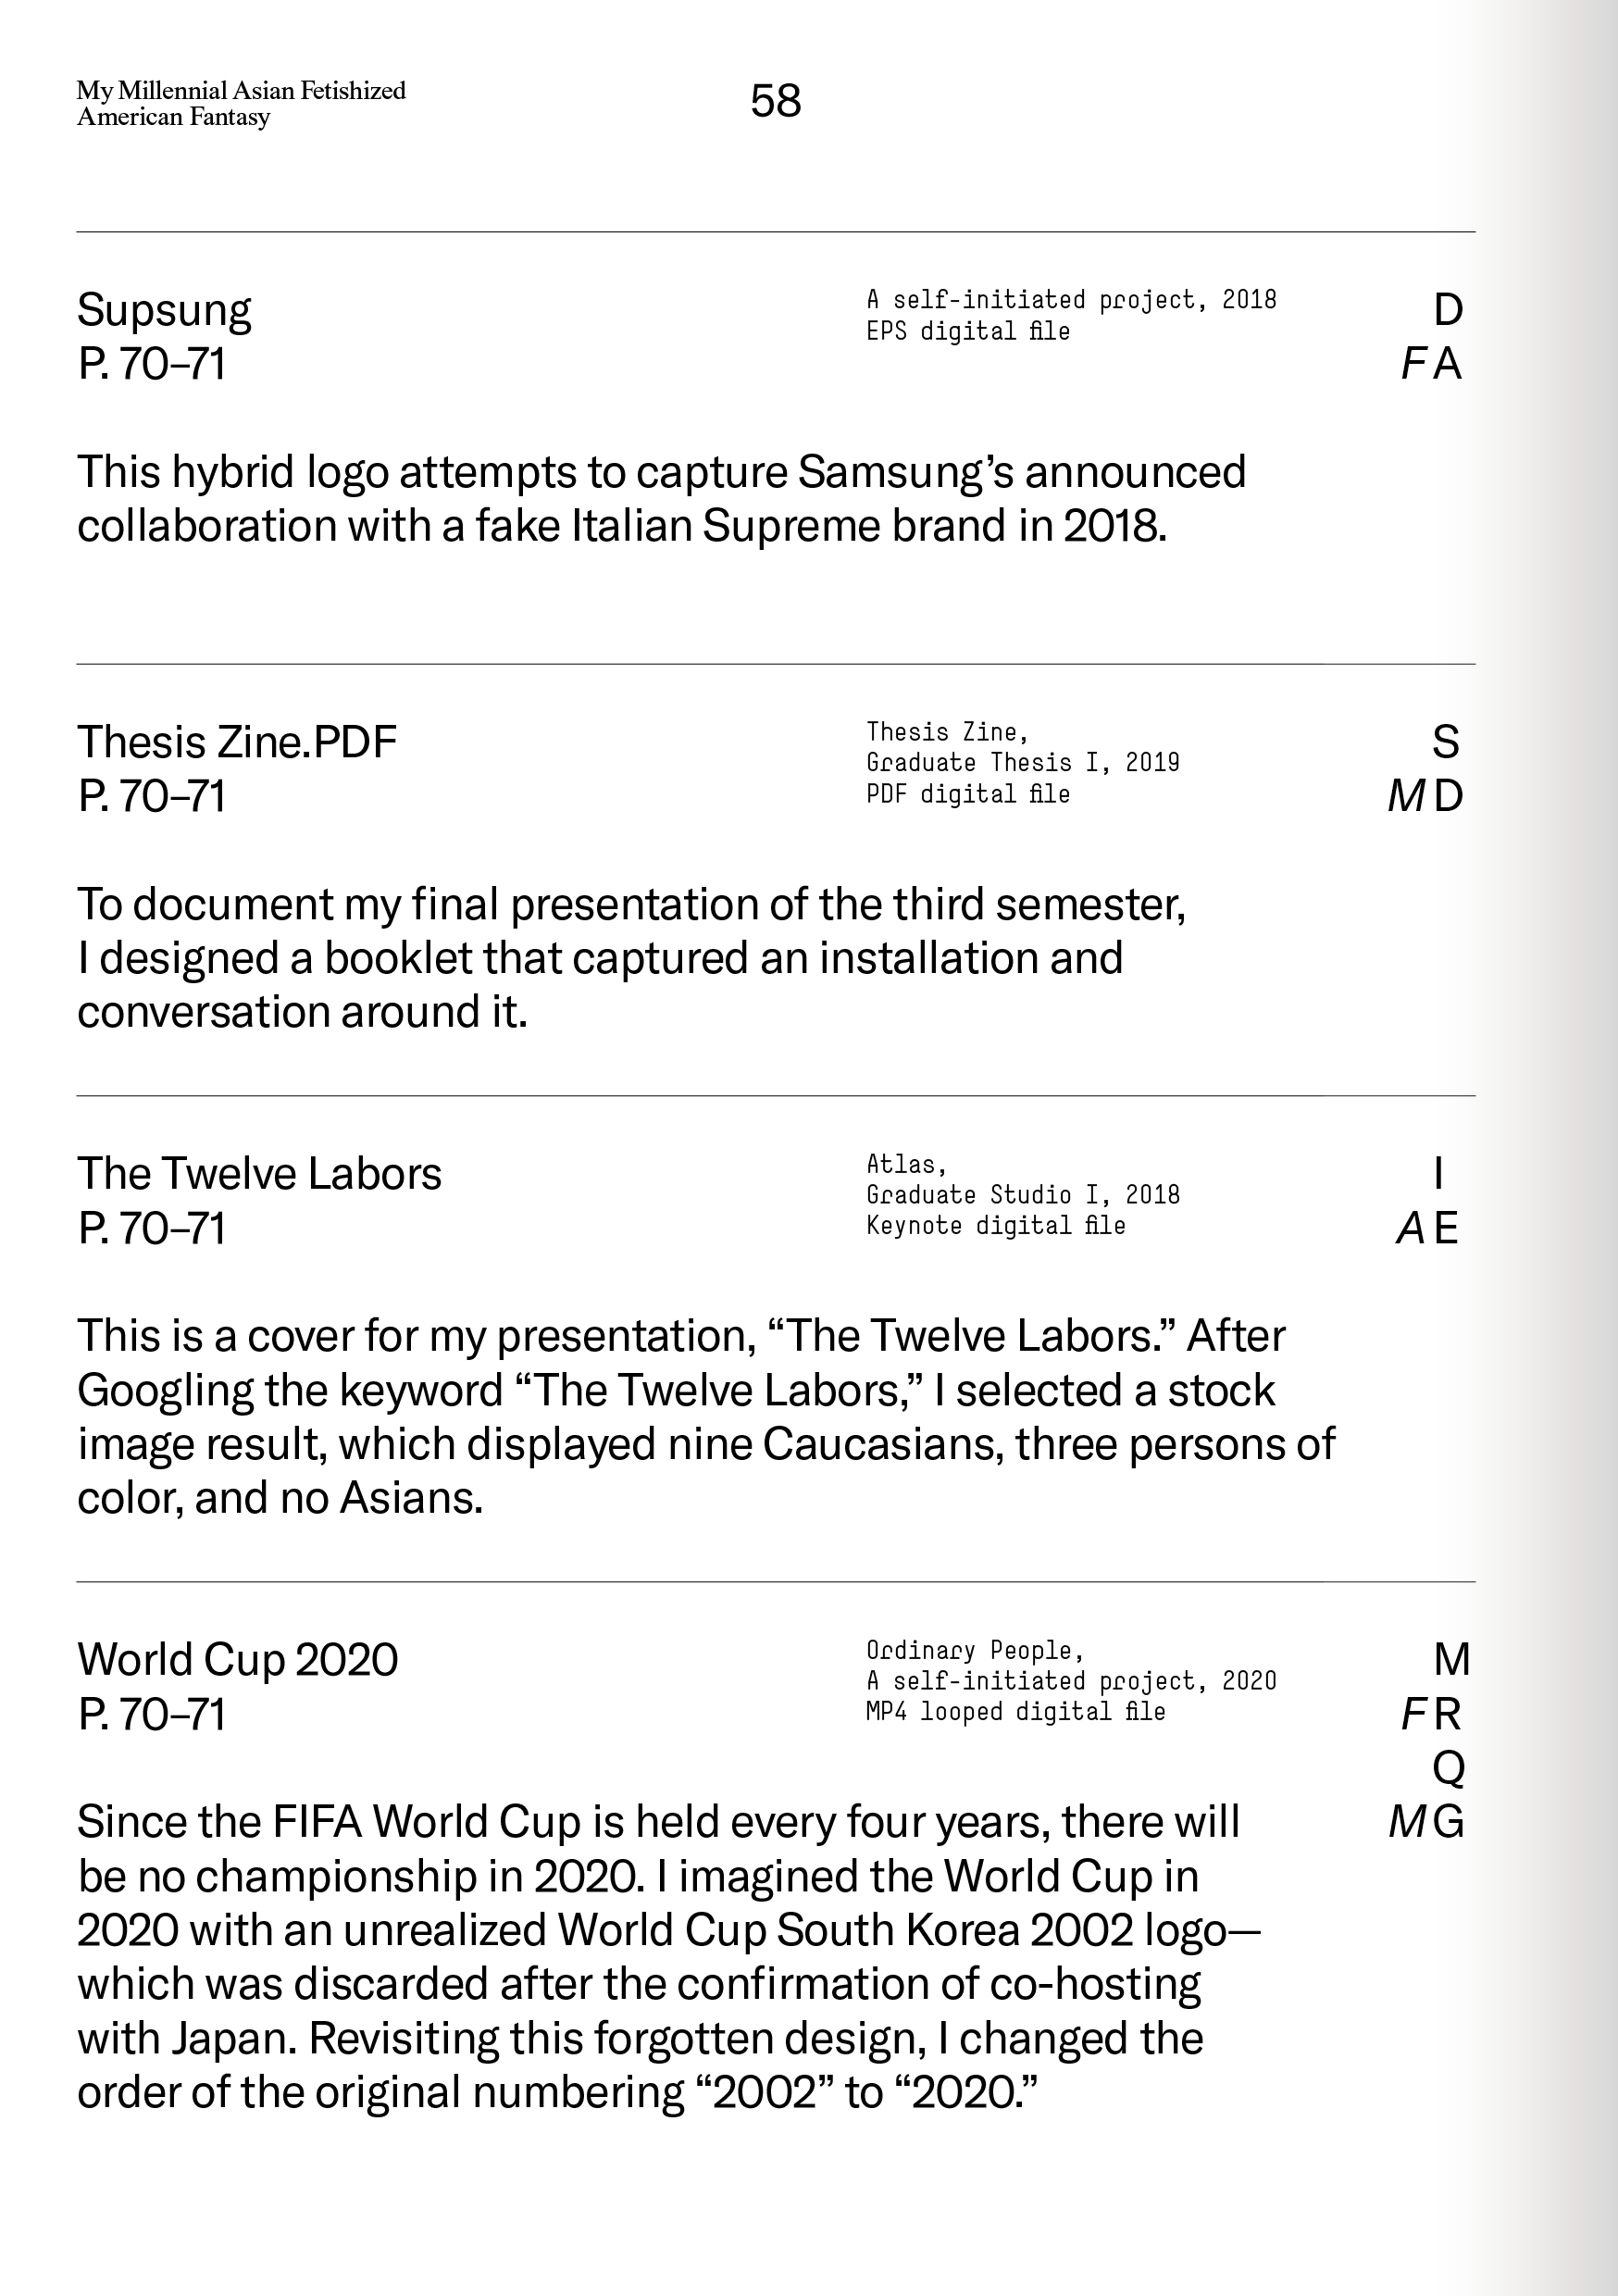 My Millennial Asian Fetishized
American Fantasy
58
Supsung
P. 70–71
A self-initiated project, 2018
EPS digital file
D
F A
This hybrid logo attempts to capture Samsung’s announced
collaboration with a fake Italian Supreme brand in 2018.
Thesis Zine.PDF
P. 70–71
Thesis Zine,
Graduate Thesis I, 2019
PDF digital file
S
M D
To document my final presentation of the third semester,
I designed a booklet that captured an installation and
conversation around it.
The Twelve Labors
P. 70–71
Atlas,
Graduate Studio I, 2018
Keynote digital file
I
A E
This is a cover for my presentation, “The Twelve Labors.” After
Googling the keyword “The Twelve Labors,” I selected a stock
image result, which displayed nine Caucasians, three persons of
color, and no Asians.
World Cup 2020
P. 70–71
Ordinary People,
A self-initiated project, 2020
MP4 looped digital file
M
F R
Q
M G
Since the FIFA World Cup is held every four years, there will
be no championship in 2020. I imagined the World Cup in
2020 with an unrealized World Cup South Korea 2002 logo—
which was discarded after the confirmation of co-hosting
with Japan. Revisiting this forgotten design, I changed the
order of the original numbering “2002” to “2020.”